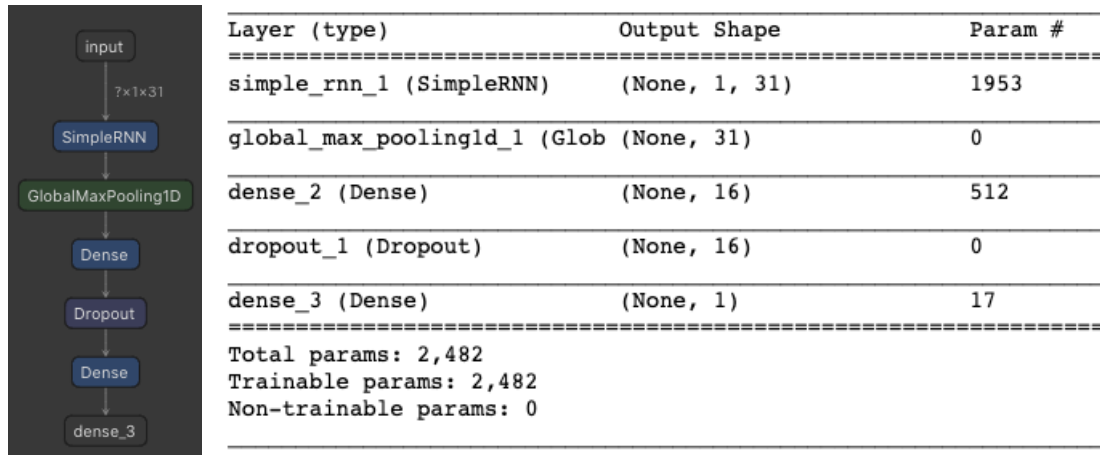 input
?×1×31
SimpleRNN
GlobalMaxPooling1D
Dense
Dropout
Dense
dense_3
Layer (type) Output Shape Param #
simple_rnn_1 (SimpleRNN) (None, 1, 31) 1953
global_max_pooling1d_1 (Glob (None, 31) 0
dense_2 (Dense) (None, 16) 512
dropout_1 (Dropout) (None, 16) 0
dense_3 (Dense) (None, 1) 17
Total params: 2,482
Trainable params: 2,482
Non-trainable params: 0